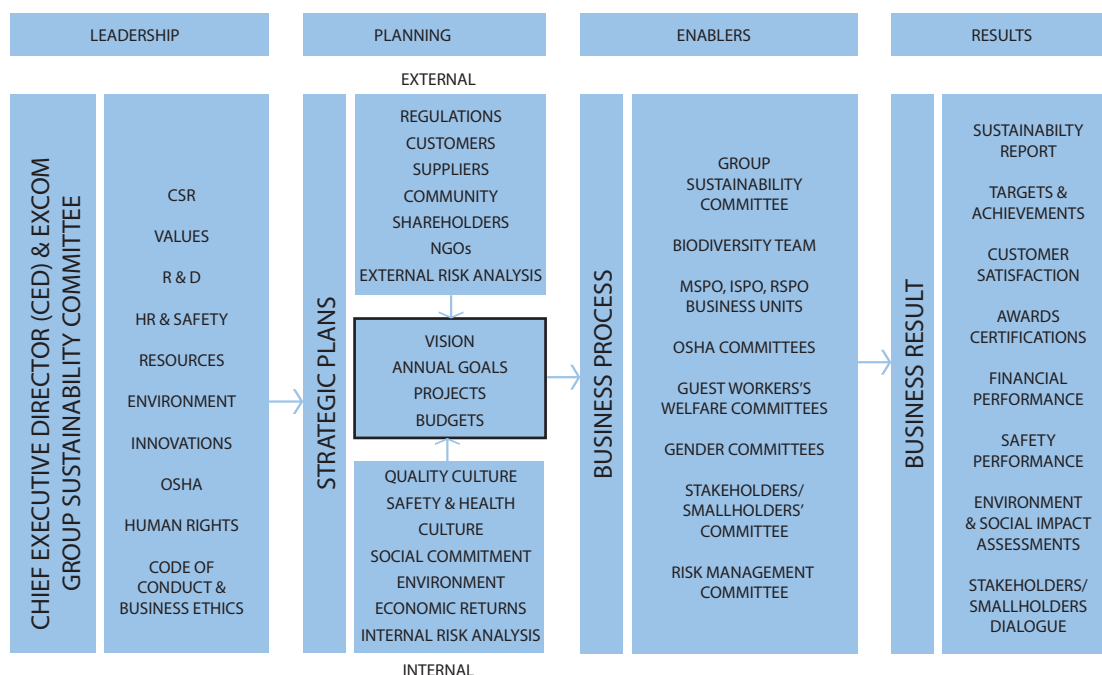 LEADERSHIP
PLANNING
ENABLERS
RESULTS
CHIEF EXECUTIVE DIRECTOR (CED) & EXCOM
GROUP SUSTAINABILITY COMMITTEE
CSR
VALUES
R & D
HR & SAFETY
RESOURCES
ENVIRONMENT
INNOVATIONS
OSHA
HUMAN RIGHTS
CODE OF
CONDUCT &
BUSINESS ETHICS
STRATEGIC PLANS
EXTERNAL
REGULATIONS
CUSTOMERS
SUPPLIERS
COMMUNITY
SHAREHOLDERS
NGOs
EXTERNAL RISK ANALYSIS
VISION
ANNUAL GOALS
PROJECTS
BUDGETS
QUALITY CULTURE
SAFETY & HEALTH
CULTURE
SOCIAL COMMITMENT
ENVIRONMENT
ECONOMIC RETURNS
INTERNAL RISK ANALYSIS
INTERNAL
BUSINESS PROCESS
GROUP
SUSTAINABILITY
COMMITTEE
BIODIVERSITY TEAM
MSPO, ISPO, RSPO
BUSINESS UNITS
OSHA COMMITTEES
GUEST WORKERS'S
WELFARE COMMITTEES
GENDER COMMITTEES
STAKEHOLDERS/
SMALLHOLDERS'
COMMITTEE
RISK MANAGEMENT
COMMITTEE
BUSINESS RESULT
SUSTAINABILTY
REPORT
TARGETS &
ACHIEVEMENTS
CUSTOMER
SATISFACTION
AWARDS
CERTIFICATIONS
FINANCIAL
PERFORMANCE
SAFETY
PERFORMANCE
ENVIRONMENT
& SOCIAL IMPACT
ASSESSMENTS
STAKEHOLDERS/
SMALLHOLDERS
DIALOGUE